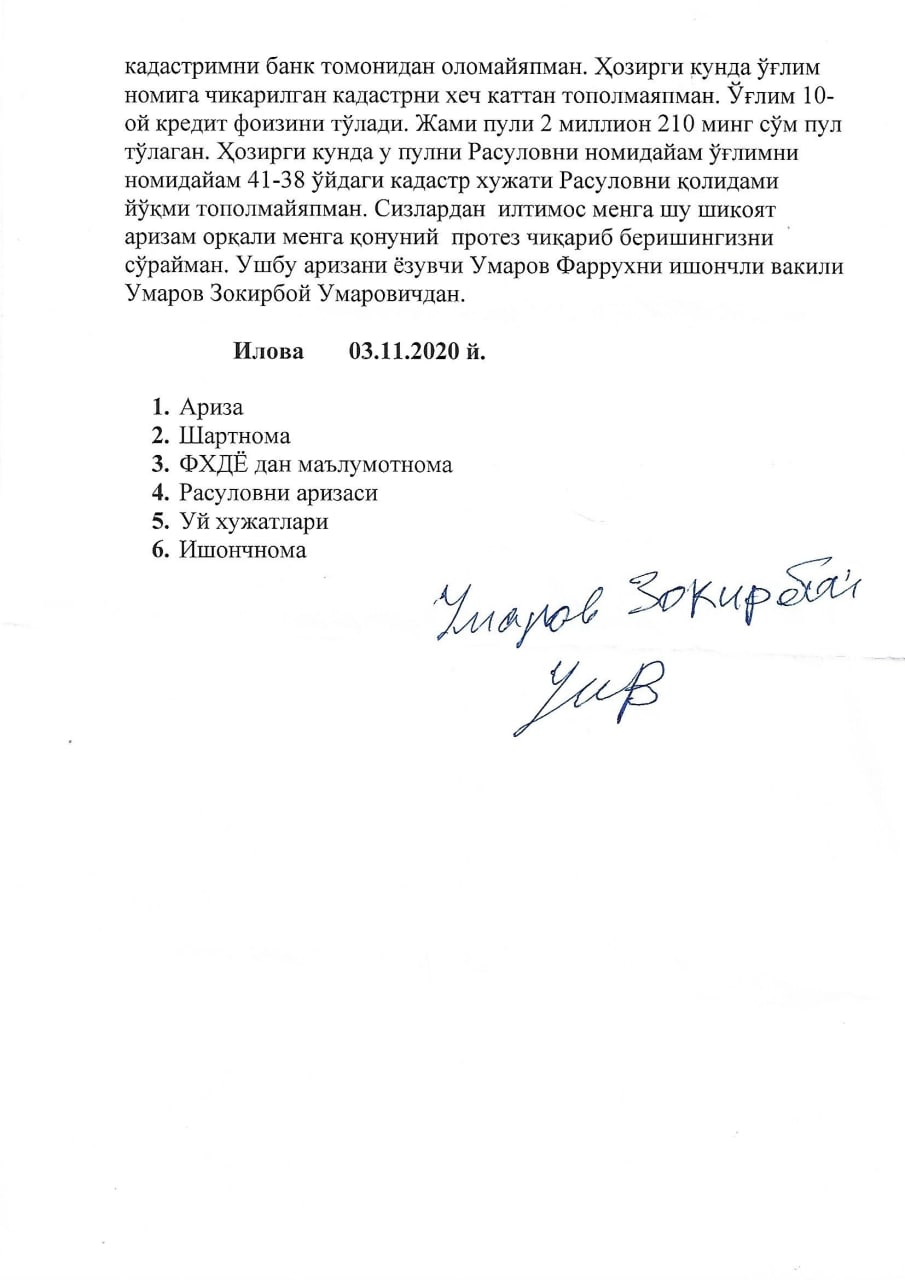 кадастримни банк томонидан оломайяпман. Ҳозирги кунда ўғлим
номига чикарилган кадастрни хеч каттан тополмаяпман. Ўғлим 10-
ой кредит фоизини тўлади. Жами пули 2 миллион 210 минг сўм пул
тўлаган. Ҳозирги кунда у пулни Расуловни номидайам ўғлимни
номидайам 41-38 ўйдаги кадастр хужати Расуловни қолидами
йўқми тополмайяпман. Сизлардан илтимос менга шу шикоят
аризам орқали менга қонуний протез чиқариб беришингизни
сўрайман. Ушбу аризани ёзувчи Умаров Фаррухни ишончли вакили
Умаров Зокирбой Умаровичдан.
Илова 03.11.2020 й.
1. Ариза
2. Шартнома
3. ФХДЁ дан маълумотнома
4. Расуловни аризаси
5. Уй хужатлари
6. Ишончнома
Умаров Зокирбой